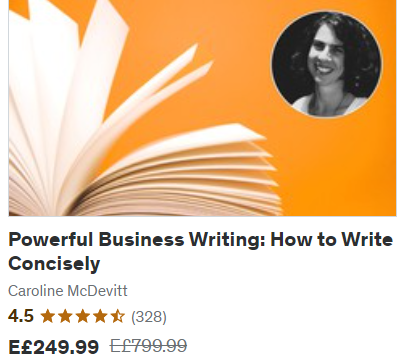 Powerful Business Writing: How to Write
Concisely
Caroline McDevitt
4.5 (328)
E£249.99 E£799.99